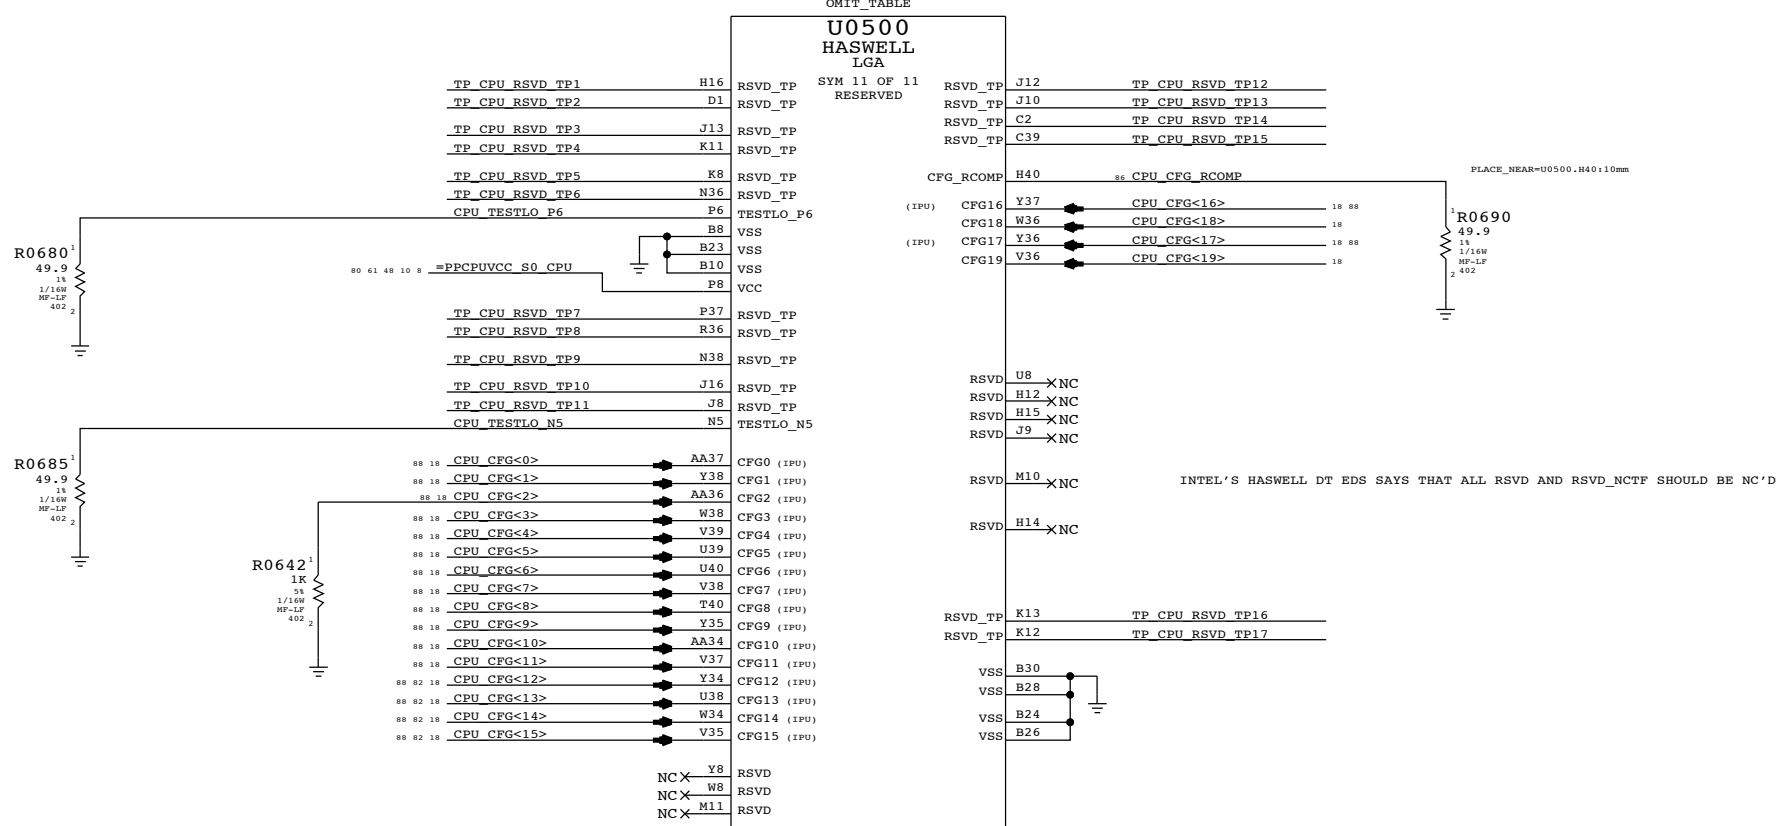 OMIT_TABLE
U0500
HASWELL
LGA
SYM 11 OF 11
RESERVED
TP_CPU_RSVD_TP1 H16 RSVD_TP
TP_CPU_RSVD_TP2 D1 RSVD_TP
TP_CPU_RSVD_TP3 J13 RSVD_TP
TP_CPU_RSVD_TP4 K11 RSVD_TP
TP_CPU_RSVD_TP5 K8 RSVD_TP
TP_CPU_RSVD_TP6 N36 RSVD_TP
CPU_TESTLO_P6 P6 TESTLO_P6
B8 VSS
B23 VSS
B10 VSS
80 61 48 10 8 =PPCPUVCC_S0_CPU
P8 VCC
TP_CPU_RSVD_TP7 P37 RSVD_TP
TP_CPU_RSVD_TP8 R36 RSVD_TP
TP_CPU_RSVD_TP9 N38 RSVD_TP
TP_CPU_RSVD_TP10 J16 RSVD_TP
TP_CPU_RSVD_TP11 J8 RSVD_TP
CPU_TESTLO_N5 N5 TESTLO_N5
88 18 CPU_CFG<0> AA37 CFG0 (IPU)
88 18 CPU_CFG<1> Y38 CFG1 (IPU)
88 18 CPU_CFG<2> AA36 CFG2 (IPU)
88 18 CPU_CFG<3> W38 CFG3 (IPU)
88 18 CPU_CFG<4> V39 CFG4 (IPU)
88 18 CPU_CFG<5> U39 CFG5 (IPU)
88 18 CPU_CFG<6> U40 CFG6 (IPU)
88 18 CPU_CFG<7> V38 CFG7 (IPU)
88 18 CPU_CFG<8> T40 CFG8 (IPU)
88 18 CPU_CFG<9> Y35 CFG9 (IPU)
88 18 CPU_CFG<10> AA34 CFG10 (IPU)
88 18 CPU_CFG<11> V37 CFG11 (IPU)
88 82 18 CPU_CFG<12> Y34 CFG12 (IPU)
88 82 18 CPU_CFG<13> U38 CFG13 (IPU)
88 82 18 CPU_CFG<14> W34 CFG14 (IPU)
88 82 18 CPU_CFG<15> V35 CFG15 (IPU)
NC Y8 RSVD
NC W8 RSVD
NC M11 RSVD
R0680 1
49.9
1%
1/16W
MF-LF
402 2
R0685 1
49.9
1%
1/16W
MF-LF
402 2
R0642 1
1K
5%
1/16W
MF-LF
402 2
RSVD_TP J12 TP_CPU_RSVD_TP12
RSVD_TP J10 TP_CPU_RSVD_TP13
RSVD_TP C2 TP_CPU_RSVD_TP14
RSVD_TP C39 TP_CPU_RSVD_TP15
CFG_RCOMP H40 86 CPU_CFG_RCOMP
PLACE_NEAR=U0500.H40:10mm
(IPU) CFG16 Y37 CPU_CFG<16> 18 88
CFG18 W36 CPU_CFG<18> 18
(IPU) CFG17 Y36 CPU_CFG<17> 18 88
CFG19 V36 CPU_CFG<19> 18
1 R0690
49.9
1%
1/16W
MF-LF
2 402
RSVD U8 NC
RSVD H12 NC
RSVD H15 NC
RSVD J9 NC
RSVD M10 NC
INTEL'S HASWELL DT EDS SAYS THAT ALL RSVD AND RSVD_NCTF SHOULD BE NC'D
RSVD H14 NC
RSVD_TP K13 TP_CPU_RSVD_TP16
RSVD_TP K12 TP_CPU_RSVD_TP17
VSS B30
VSS B28
VSS B24
VSS B26